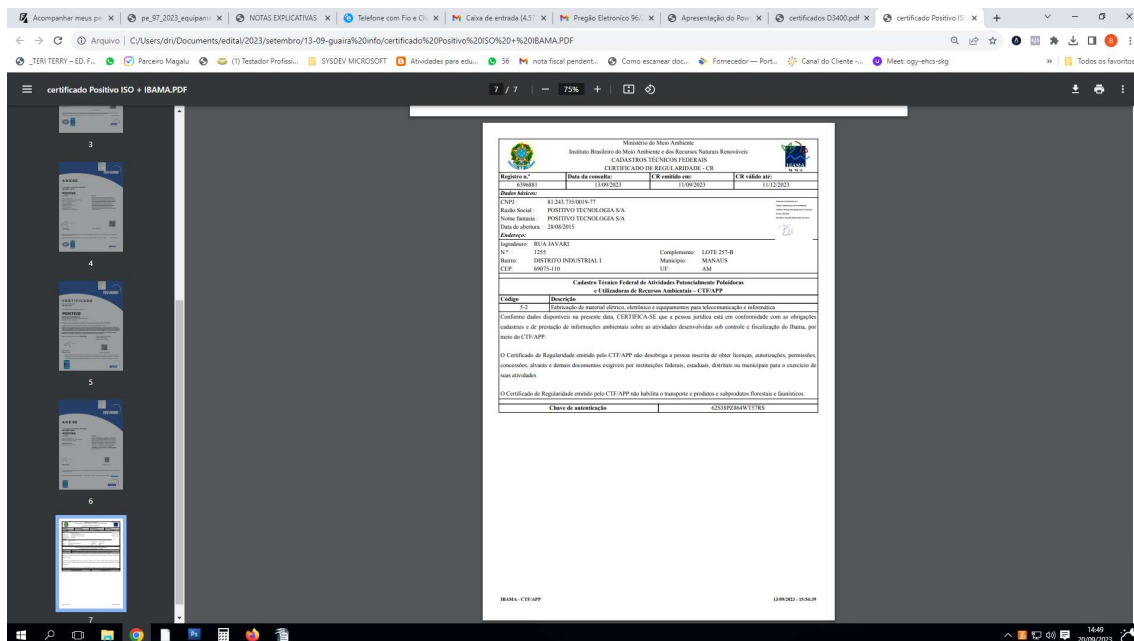 Acompanhar meus pe
pe_97_2023_equipam
NOTAS EXPLICATIVAS
Telefone com Fio e
Caixa de entrada (4.5
Pregão Eletronico 96/
Apresentação do Pow
certificados D3400.pdf
certificado Positivo IS
Arquivo | C:/Users/dri/Documents/edital/2023/setembro/13-09-guaira%20info/certificado%20Positivo%20ISO%20+%20IBAMA.PDF
_TERI TERRY – ED. F...
Parceiro Magalu
(1) Testador Profissi...
SYSDEV MICROSOFT
Atividades para edu...
56
nota fiscal pendent...
Como escanear doc...
Fornecedor — Port...
Canal do Cliente -...
Meet: ogy-ehcs-skg
Todos os favoritos
certificado Positivo ISO + IBAMA.PDF
7 / 7
75%
3
4
5
6
7
Ministério do Meio Ambiente
Instituto Brasileiro do Meio Ambiente e dos Recursos Naturais Renováveis
CADASTROS TÉCNICOS FEDERAIS
CERTIFICADO DE REGULARIDADE - CR
IBAMA
M M A
Registro n.º Data da consulta: CR emitido em: CR válido até:
6396881 13/09/2023 11/09/2023 11/12/2023
Dados básicos:
CNPJ : 81.243.735/0019-77
Razão Social : POSITIVO TECNOLOGIA S/A
Nome fantasia : POSITIVO TECNOLOGIA S/A
Data de abertura : 28/08/2015
Endereço:
logradouro: RUA JAVARI
N.º: 1255 Complemento: LOTE 257-B
Bairro: DISTRITO INDUSTRIAL I Município: MANAUS
CEP: 69075-110 UF: AM
Cadastro Técnico Federal de Atividades Potencialmente Poluidoras
e Utilizadoras de Recursos Ambientais – CTF/APP
Código Descrição
5-2 Fabricação de material elétrico, eletrônico e equipamentos para telecomunicação e informática
Conforme dados disponíveis na presente data, CERTIFICA-SE que a pessoa jurídica está em conformidade com as obrigações
cadastrais e de prestação de informações ambientais sobre as atividades desenvolvidas sob controle e fiscalização do Ibama, por
meio do CTF/APP.
O Certificado de Regularidade emitido pelo CTF/APP não desobriga a pessoa inscrita de obter licenças, autorizações, permissões,
concessões, alvarás e demais documentos exigíveis por instituições federais, estaduais, distritais ou municipais para o exercício de
suas atividades
O Certificado de Regularidade emitido pelo CTF/APP não habilita o transporte e produtos e subprodutos florestais e faunísticos.
Chave de autenticação 62S38PZ864WT57RS
IBAMA - CTF/APP 13/09/2023 - 15:54:39
14:49
20/09/2023